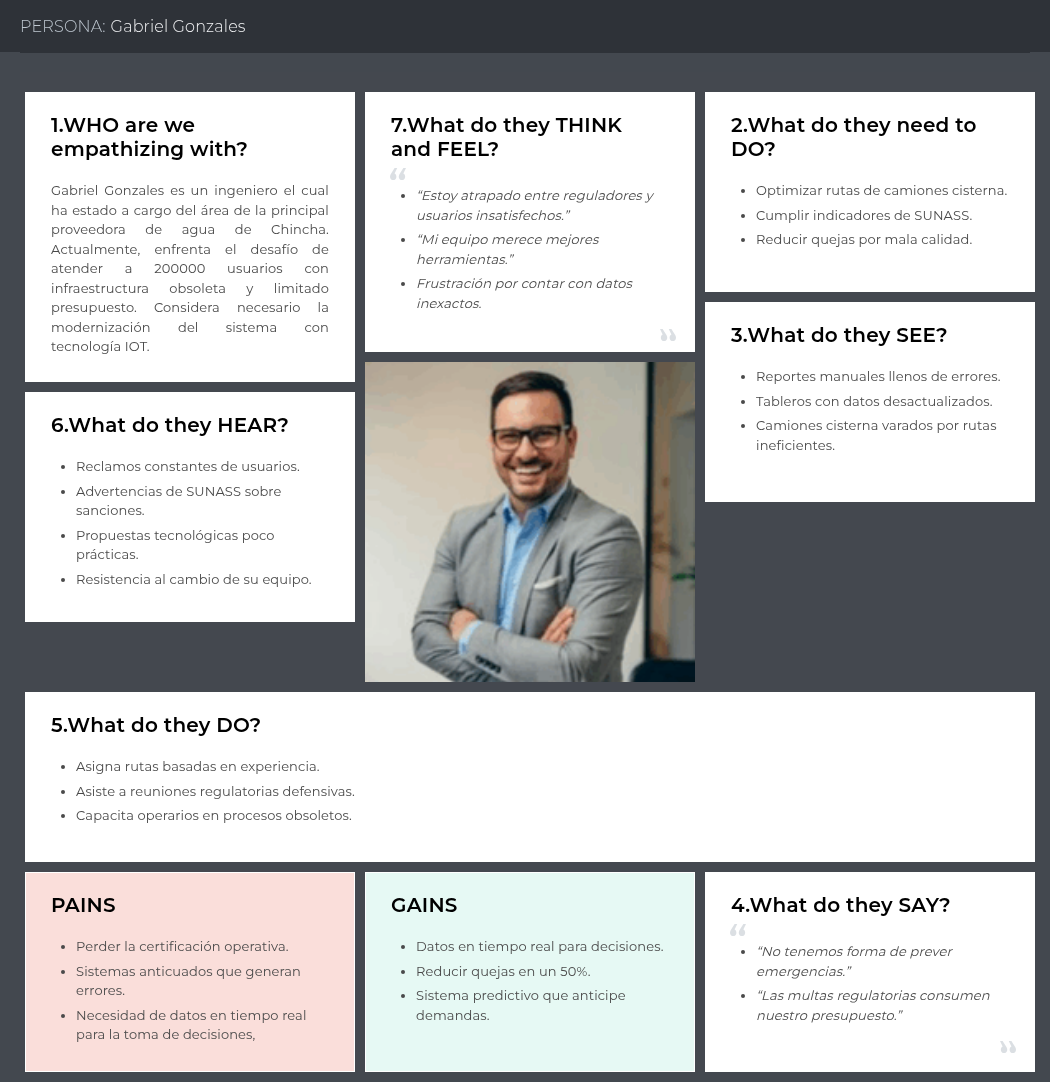 PERSONA: Gabriel Gonzales
1.WHO are we
empathizing with?
Gabriel Gonzales es un ingeniero el cual
ha estado a cargo del área de la principal
proveedora de agua de Chincha.
Actualmente, enfrenta el desafío de
atender a 200000 usuarios con
infraestructura obsoleta y limitado
presupuesto. Considera necesario la
modernización del sistema con
tecnología IOT.
7.What do they THINK
and FEEL?
“
• “Estoy atrapado entre reguladores y
usuarios insatisfechos.”
• “Mi equipo merece mejores
herramientas.”
• Frustración por contar con datos
inexactos.
”
2.What do they need to
DO?
• Optimizar rutas de camiones cisterna.
• Cumplir indicadores de SUNASS.
• Reducir quejas por mala calidad.
3.What do they SEE?
• Reportes manuales llenos de errores.
• Tableros con datos desactualizados.
• Camiones cisterna varados por rutas
ineficientes.
6.What do they HEAR?
• Reclamos constantes de usuarios.
• Advertencias de SUNASS sobre
sanciones.
• Propuestas tecnológicas poco
prácticas.
• Resistencia al cambio de su equipo.
5.What do they DO?
• Asigna rutas basadas en experiencia.
• Asiste a reuniones regulatorias defensivas.
• Capacita operarios en procesos obsoletos.
PAINS
• Perder la certificación operativa.
• Sistemas anticuados que generan
errores.
• Necesidad de datos en tiempo real
para la toma de decisiones,
GAINS
• Datos en tiempo real para decisiones.
• Reducir quejas en un 50%.
• Sistema predictivo que anticipe
demandas.
4.What do they SAY?
“
• “No tenemos forma de prever
emergencias.”
• “Las multas regulatorias consumen
nuestro presupuesto.”
”